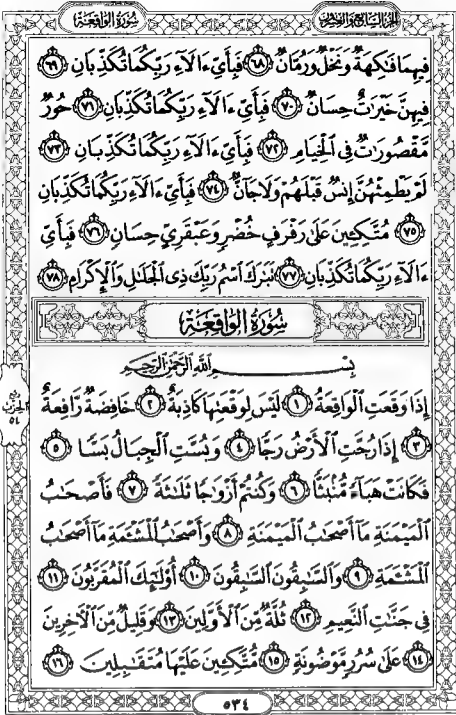 الجزء السابع والعشرون
سورة الواقعة
فِيهِمَا فَٰكِهَةٌ وَنَخْلٌ وَرُمَّانٌ ﴿٦٨﴾ فَبِأَيِّ ءَالَآءِ رَبِّكُمَا تُكَذِّبَانِ ﴿٦٩﴾
فِيهِنَّ خَيْرَٰتٌ حِسَانٌ ﴿٧٠﴾ فَبِأَيِّ ءَالَآءِ رَبِّكُمَا تُكَذِّبَانِ ﴿٧١﴾ حُورٌ
مَّقْصُورَٰتٌ فِى ٱلْخِيَامِ ﴿٧٢﴾ فَبِأَيِّ ءَالَآءِ رَبِّكُمَا تُكَذِّبَانِ ﴿٧٣﴾
لَمْ يَطْمِثْهُنَّ إِنسٌ قَبْلَهُمْ وَلَا جَآنٌّ ﴿٧٤﴾ فَبِأَيِّ ءَالَآءِ رَبِّكُمَا تُكَذِّبَانِ
﴿٧٥﴾ مُتَّكِـِٔينَ عَلَىٰ رَفْرَفٍ خُضْرٍ وَعَبْقَرِىٍّ حِسَانٍ ﴿٧٦﴾ فَبِأَيِّ
ءَالَآءِ رَبِّكُمَا تُكَذِّبَانِ ﴿٧٧﴾ تَبَٰرَكَ ٱسْمُ رَبِّكَ ذِى ٱلْجَلَٰلِ وَٱلْإِكْرَامِ ﴿٧٨﴾
سُورَةُ الوَاقِعَةِ
بِسْمِ ٱللَّهِ ٱلرَّحْمَٰنِ ٱلرَّحِيمِ
إِذَا وَقَعَتِ ٱلْوَاقِعَةُ ﴿١﴾ لَيْسَ لِوَقْعَتِهَا كَاذِبَةٌ ﴿٢﴾ خَافِضَةٌ رَّافِعَةٌ
﴿٣﴾ إِذَا رُجَّتِ ٱلْأَرْضُ رَجًّا ﴿٤﴾ وَبُسَّتِ ٱلْجِبَالُ بَسًّا ﴿٥﴾
فَكَانَتْ هَبَآءً مُّنۢبَثًّا ﴿٦﴾ وَكُنتُمْ أَزْوَٰجًا ثَلَٰثَةً ﴿٧﴾ فَأَصْحَٰبُ
ٱلْمَيْمَنَةِ مَآ أَصْحَٰبُ ٱلْمَيْمَنَةِ ﴿٨﴾ وَأَصْحَٰبُ ٱلْمَشْـَٔمَةِ مَآ أَصْحَٰبُ
ٱلْمَشْـَٔمَةِ ﴿٩﴾ وَٱلسَّٰبِقُونَ ٱلسَّٰبِقُونَ ﴿١٠﴾ أُو۟لَٰٓئِكَ ٱلْمُقَرَّبُونَ ﴿١١﴾
فِى جَنَّٰتِ ٱلنَّعِيمِ ﴿١٢﴾ ثُلَّةٌ مِّنَ ٱلْأَوَّلِينَ ﴿١٣﴾ وَقَلِيلٌ مِّنَ ٱلْءَاخِرِينَ
﴿١٤﴾ عَلَىٰ سُرُرٍ مَّوْضُونَةٍ ﴿١٥﴾ مُّتَّكِـِٔينَ عَلَيْهَا مُتَقَٰبِلِينَ ﴿١٦﴾
ربع
الحزب
٥٤
٥٣٤